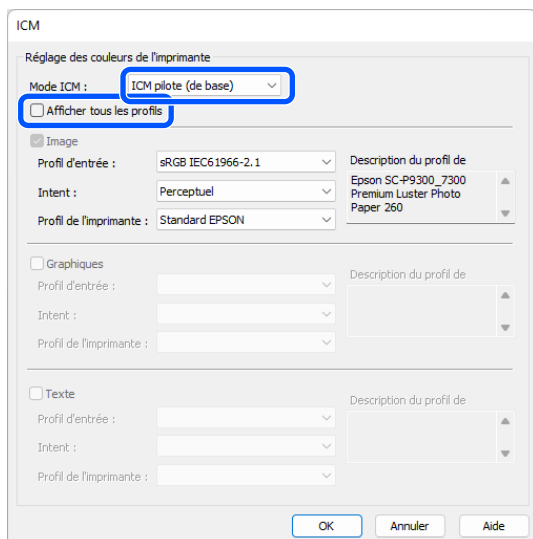 ICM
Réglage des couleurs de l'imprimante
Mode ICM : ICM pilote (de base)
Afficher tous les profils
Image
Profil d'entrée : sRGB IEC61966-2.1 Description du profil de
Intent : Perceptuel Epson SC-P9300_7300
Premium Luster Photo
Paper 260
Profil de l'imprimante : Standard EPSON
Graphiques
Description du profil de
Profil d'entrée :
Intent :
Profil de l'imprimante :
Texte
Description du profil de
Profil d'entrée :
Intent :
Profil de l'imprimante :
OK Annuler Aide